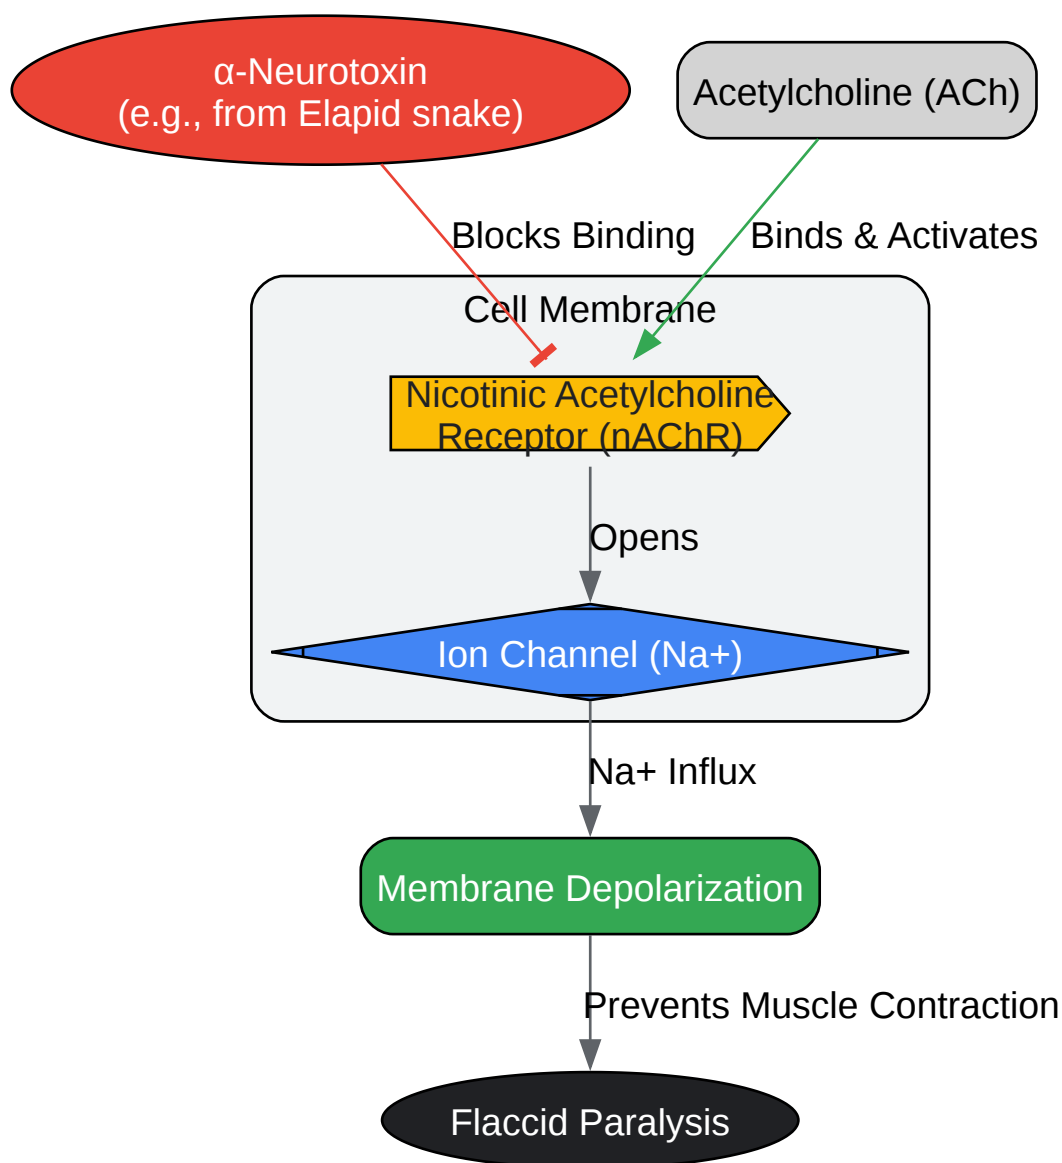 α-Neurotoxin
(e.g., from Elapid snake)
Acetylcholine (ACh)
Blocks Binding
Binds & Activates
Cell Membrane
Nicotinic Acetylcholine
Receptor (nAChR)
Opens
Ion Channel (Na+)
Na+ Influx
Membrane Depolarization
Prevents Muscle Contraction
Flaccid Paralysis